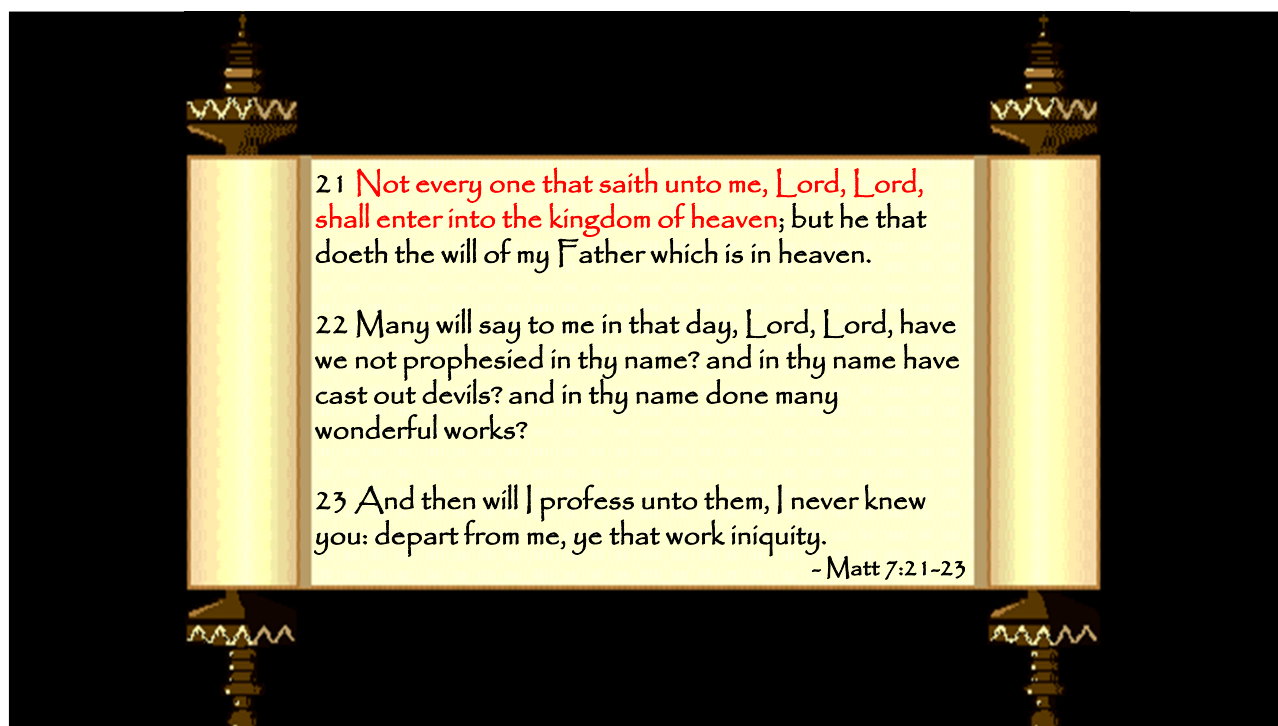 21 Not every one that saith unto me, Lord, Lord,
shall enter into the kingdom of heaven; but he that
doeth the will of my Father which is in heaven.
22 Many will say to me in that day, Lord, Lord, have
we not prophesied in thy name? and in thy name have
cast out devils? and in thy name done many
wonderful works?
23 And then will I profess unto them, I never knew
you: depart from me, ye that work iniquity.
- Matt 7:21-23